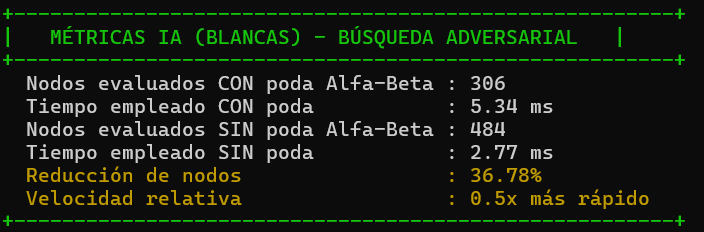 +------------------------------------------------------+
|   MÉTRICAS IA (BLANCAS) - BÚSQUEDA ADVERSARIAL   |
+------------------------------------------------------+
Nodos evaluados CON poda Alfa-Beta : 306
Tiempo empleado CON poda           : 5.34 ms
Nodos evaluados SIN poda Alfa-Beta : 484
Tiempo empleado SIN poda           : 2.77 ms
Reducción de nodos                 : 36.78%
Velocidad relativa                 : 0.5x más rápido
+------------------------------------------------------+